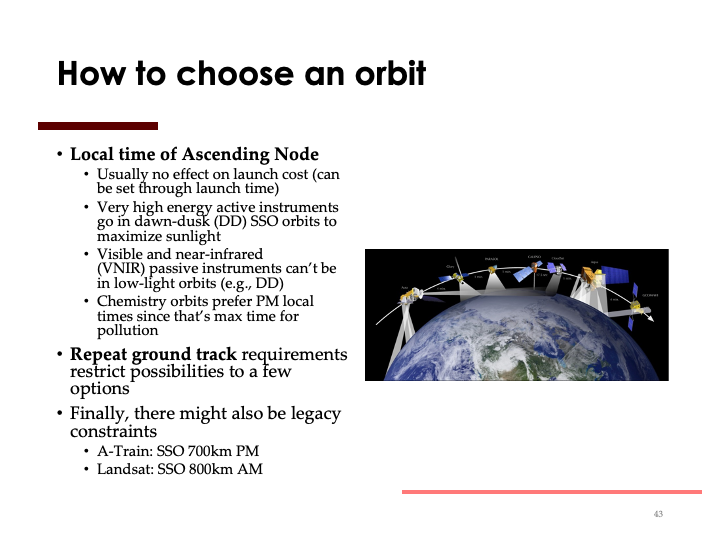 How to choose an orbit
• Local time of Ascending Node
• Usually no effect on launch cost (can
be set through launch time)
• Very high energy active instruments
go in dawn-dusk (DD) SSO orbits to
maximize sunlight
• Visible and near-infrared
(VNIR) passive instruments can't be
in low-light orbits (e.g., DD)
• Chemistry orbits prefer PM local
times since that's max time for
pollution
• Repeat ground track requirements
restrict possibilities to a few
options
• Finally, there might also be legacy
constraints
• A-Train: SSO 700km PM
• Landsat: SSO 800km AM
43